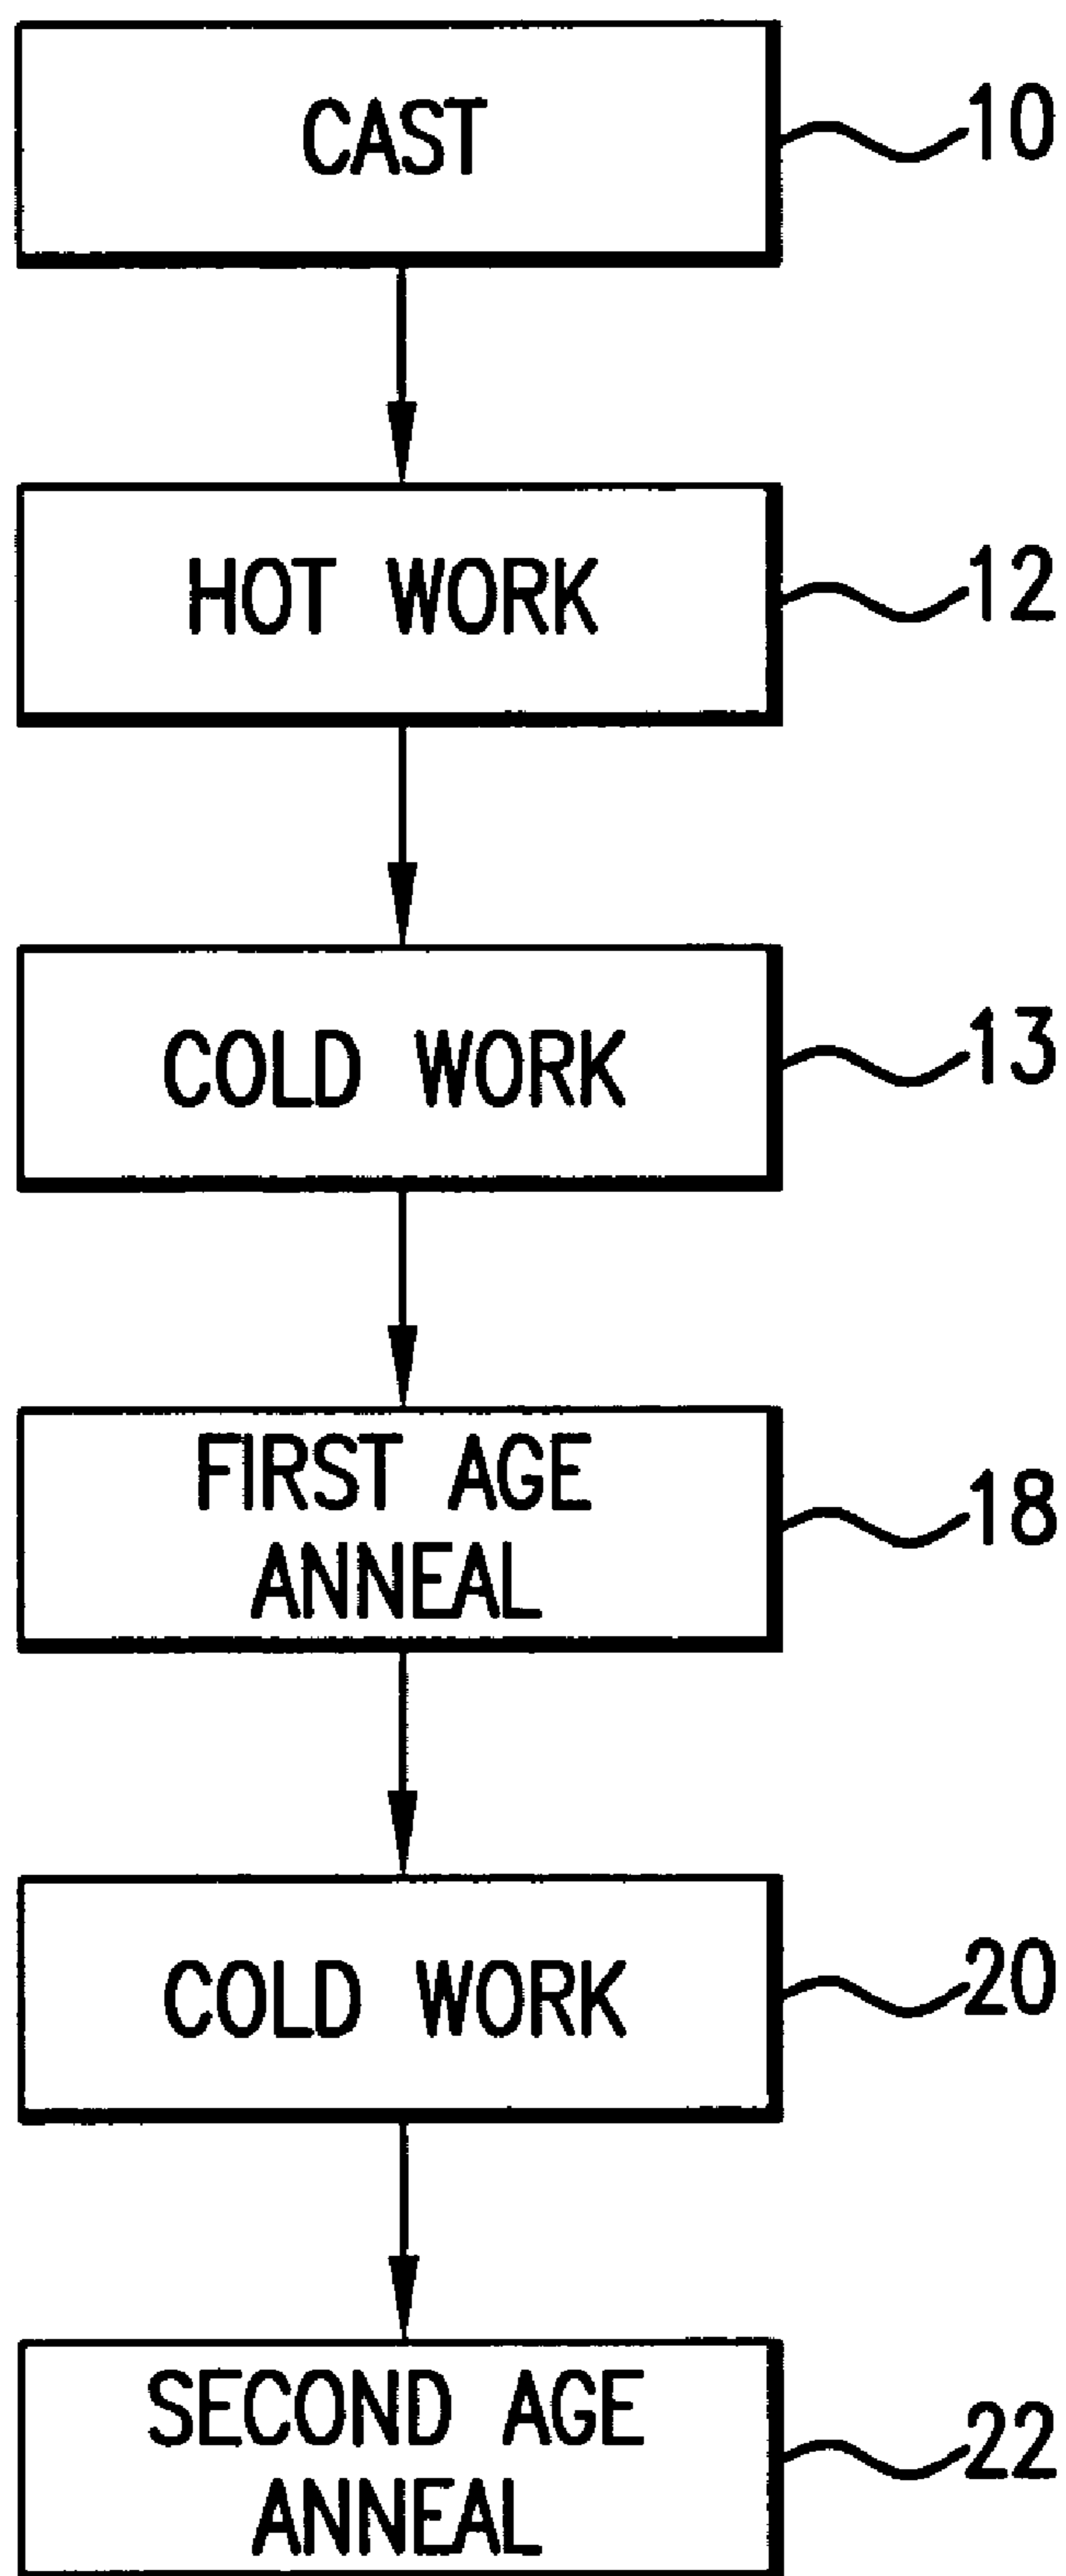 CAST
10
HOT WORK
12
COLD WORK
13
FIRST AGE
ANNEAL
18
COLD WORK
20
SECOND AGE
ANNEAL
22